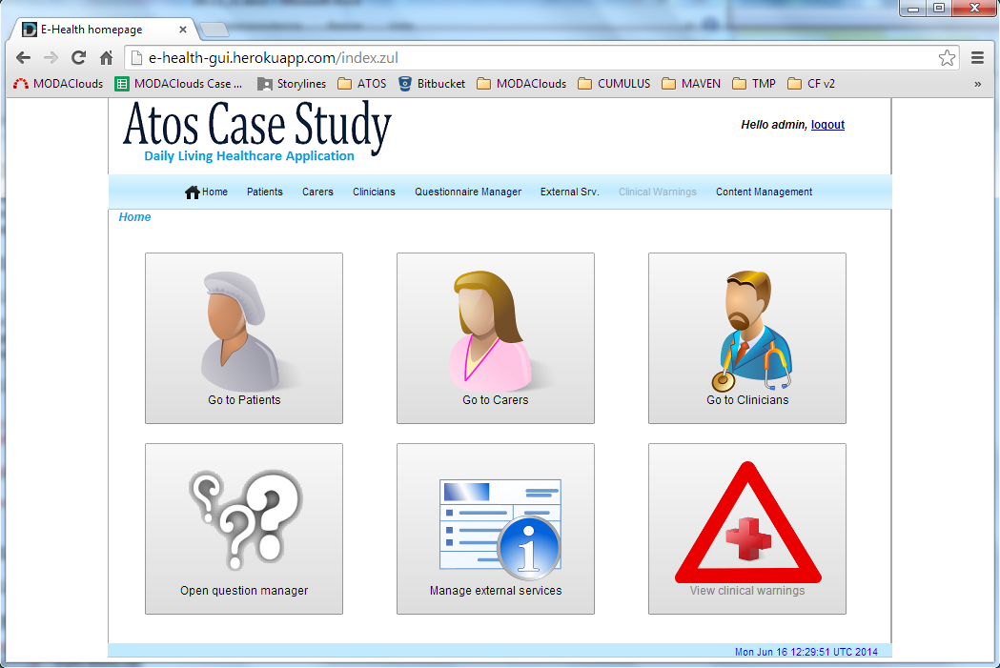 E-Health homepage
e-health-gui.herokuapp.com/index.zul
MODAClouds MODAClouds Case ... Storylines ATOS Bitbucket MODAClouds CUMULUS MAVEN TMP CF v2 »
Atos Case Study
Hello admin, logout
Daily Living Healthcare Application
Home Patients Carers Clinicians Questionnaire Manager External Srv. Clinical Warnings Content Management
Home
Go to Patients Go to Carers Go to Clinicians
Open question manager Manage external services View clinical warnings
Mon Jun 16 12:29:51 UTC 2014